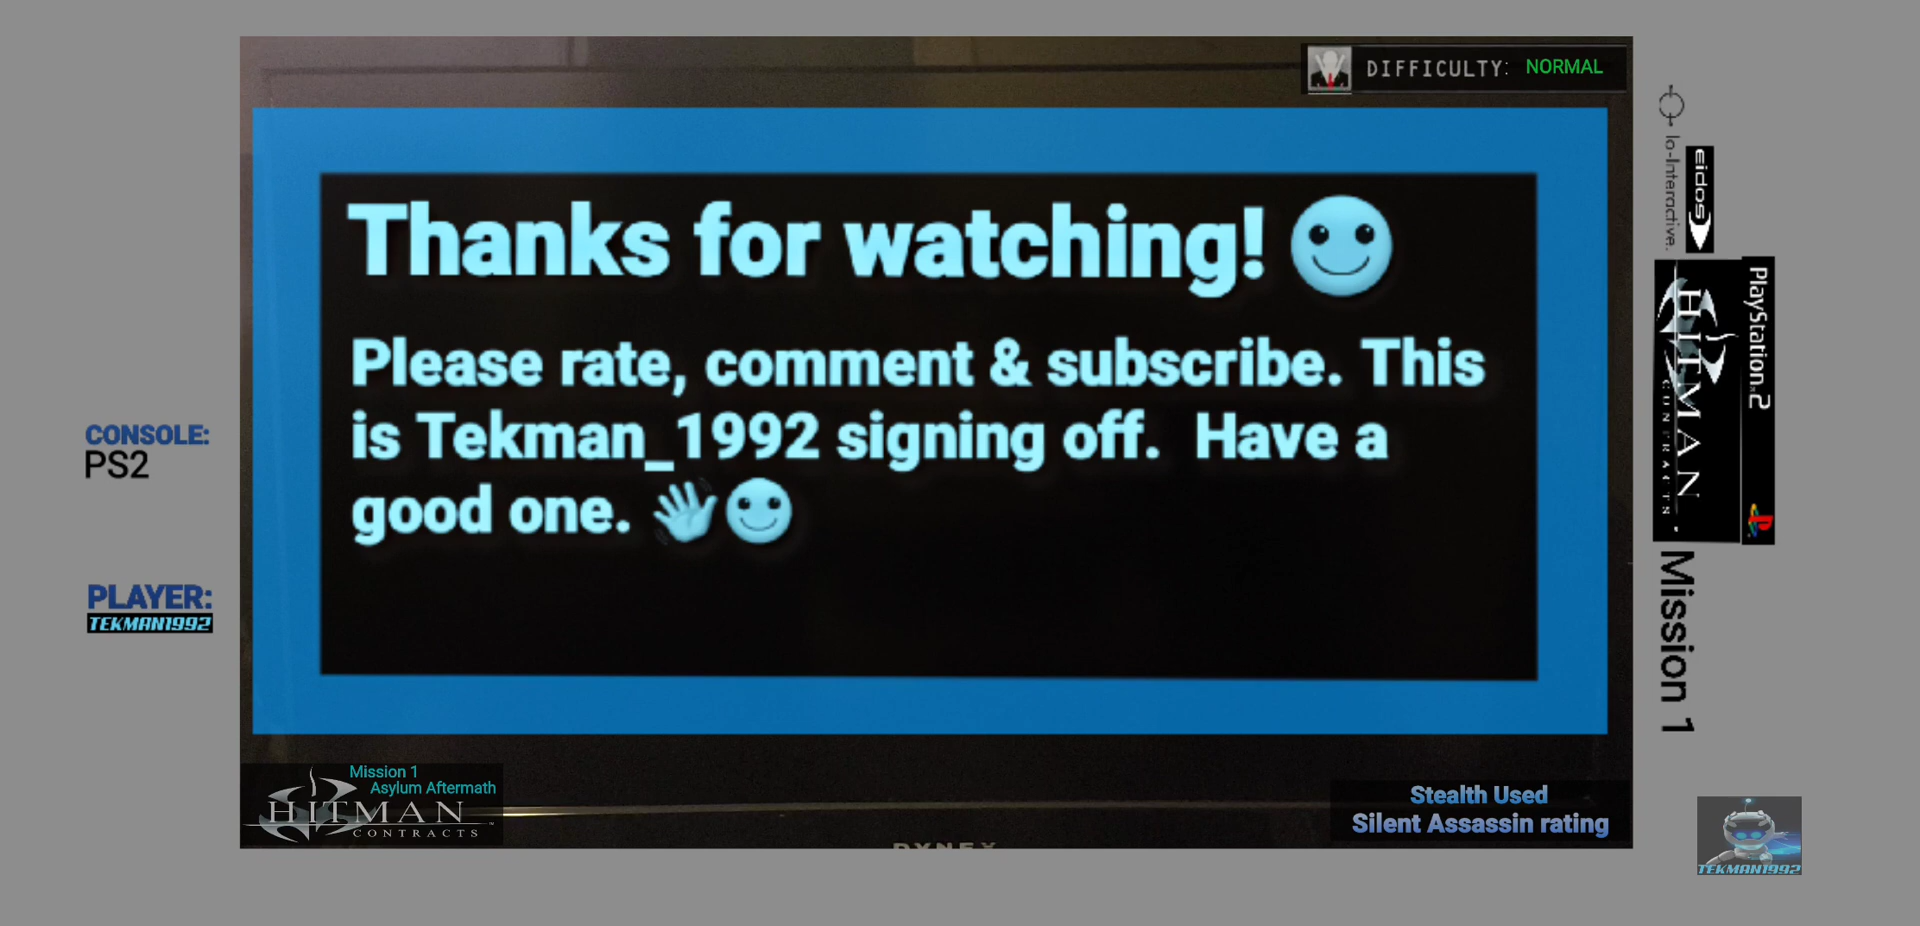 DIFFICULTY: NORMAL
Thanks for watching! 🙂
Please rate, comment & subscribe. This
is Tekman_1992 signing off.  Have a
good one. 👋🙂
CONSOLE:
PS2
PLAYER:
TEKMAN1992
Io-Interactive.
eidos
PlayStation.2
HITMAN
CONTRACTS
Mission 1
Mission 1
Asylum Aftermath
HITMAN
CONTRACTS
Stealth Used
Silent Assassin rating
DYNEX
TEKMAN1992